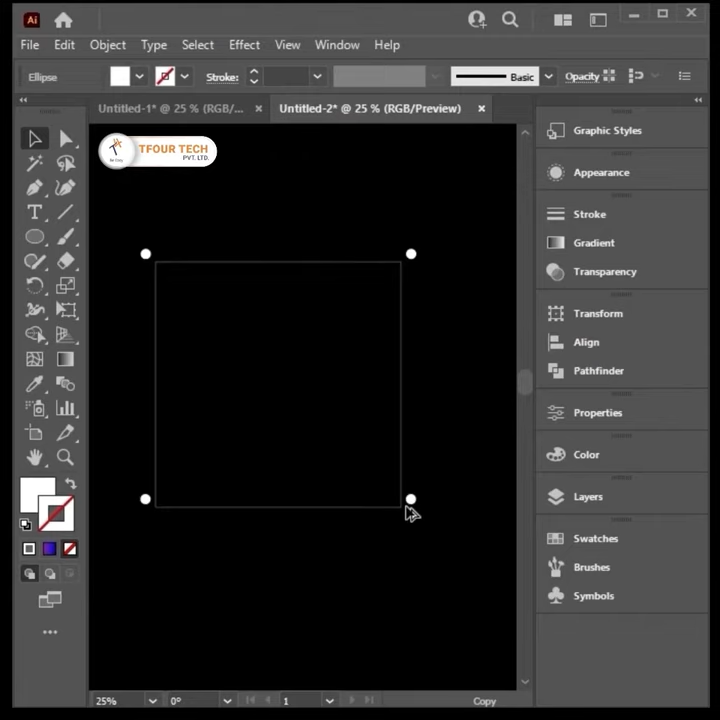 Ai
File Edit Object Type Select Effect View Window Help
Ellipse Stroke: Basic Opacity
Untitled-1* @ 25 % (RGB/... × Untitled-2* @ 25 % (RGB/Preview) ×
TFOUR TECH
PVT. LTD.
Graphic Styles
Appearance
Stroke
Gradient
Transparency
Transform
Align
Pathfinder
Properties
Color
Layers
Swatches
Brushes
Symbols
25% 0° 1 Copy